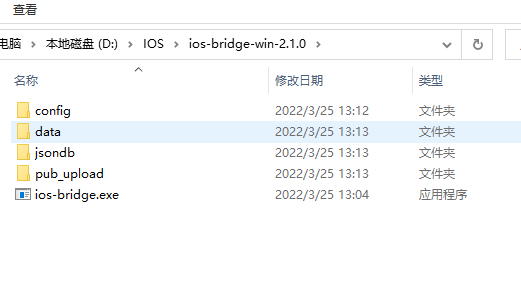 查看
电脑 > 本地磁盘 (D:) > IOS > ios-bridge-win-2.1.0 >
名称 修改日期 类型
config 2022/3/25 13:12 文件夹
data 2022/3/25 13:13 文件夹
jsondb 2022/3/25 13:13 文件夹
pub_upload 2022/3/25 13:13 文件夹
ios-bridge.exe 2022/3/25 13:04 应用程序